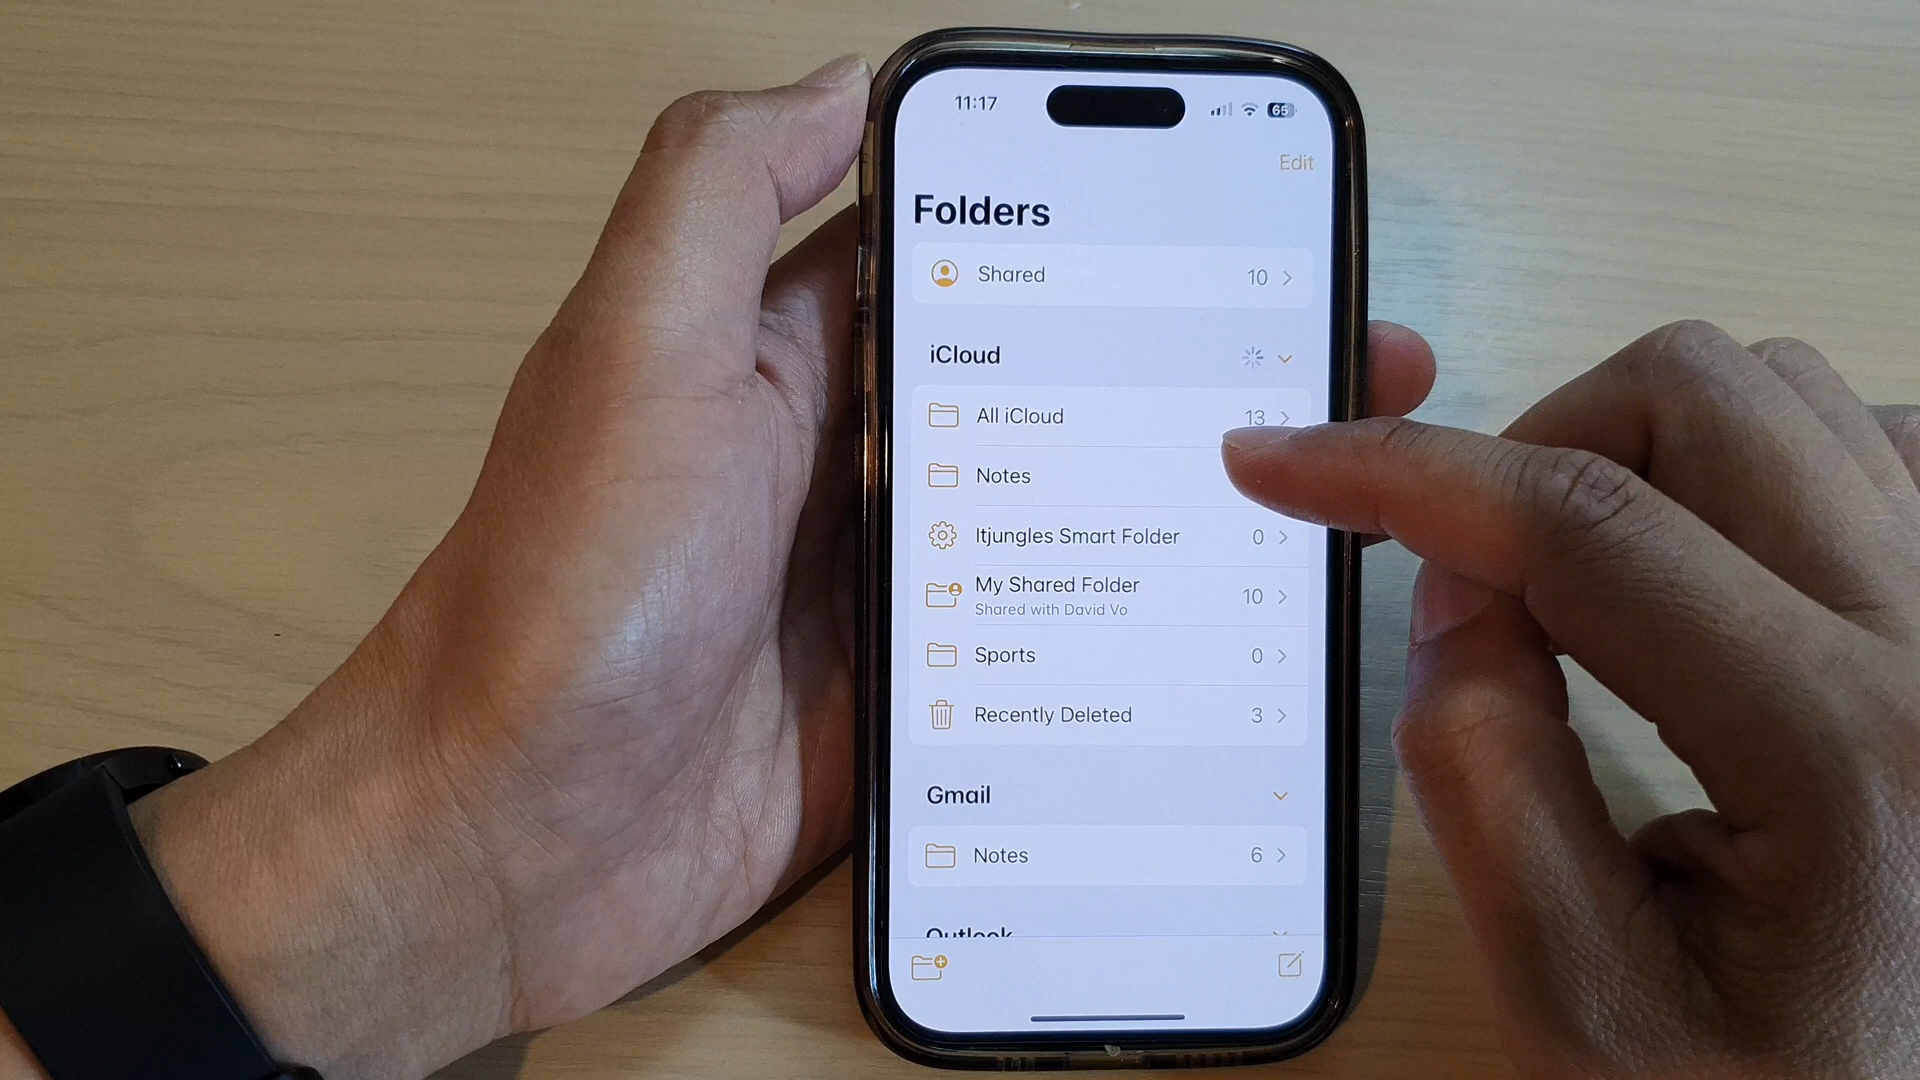 11:17
65
Edit
Folders
Shared 10
iCloud
All iCloud 13
Notes
Itjungles Smart Folder 0
My Shared Folder 10
Shared with David Vo
Sports 0
Recently Deleted 3
Gmail
Notes 6
Outlook